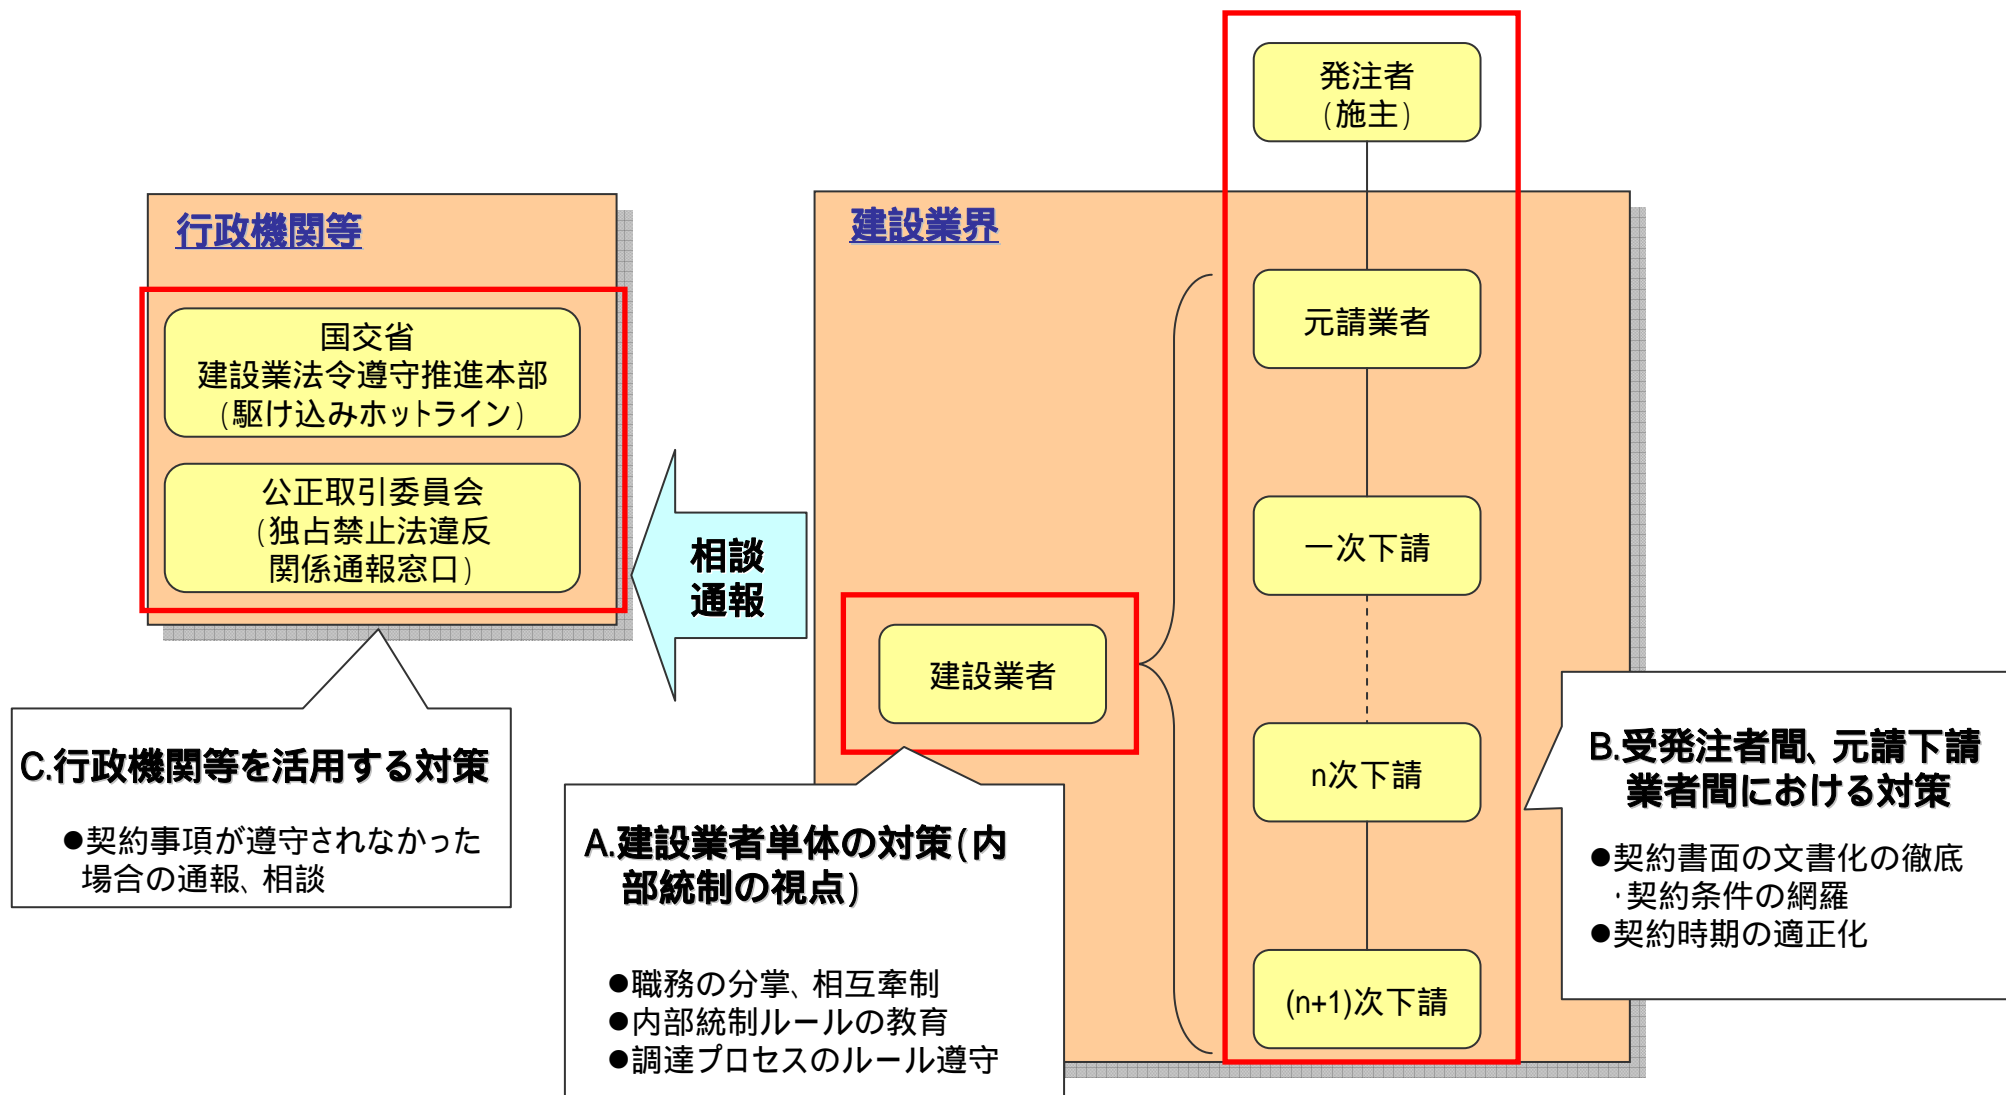 発注者
(施主)
行政機関等
国交省
建設業法令遵守推進本部
(駆け込みホットライン)
公正取引委員会
(独占禁止法違反
関係通報窓口)
相談
通報
建設業界
元請業者
一次下請
建設業者
n次下請
(n+1)次下請
C.行政機関等を活用する対策
●契約事項が遵守されなかった
場合の通報、相談
A.建設業者単体の対策(内
部統制の視点)
●職務の分掌、相互牽制
●内部統制ルールの教育
●調達プロセスのルール遵守
B.受発注者間、元請下請
業者間における対策
●契約書面の文書化の徹底
・契約条件の網羅
●契約時期の適正化